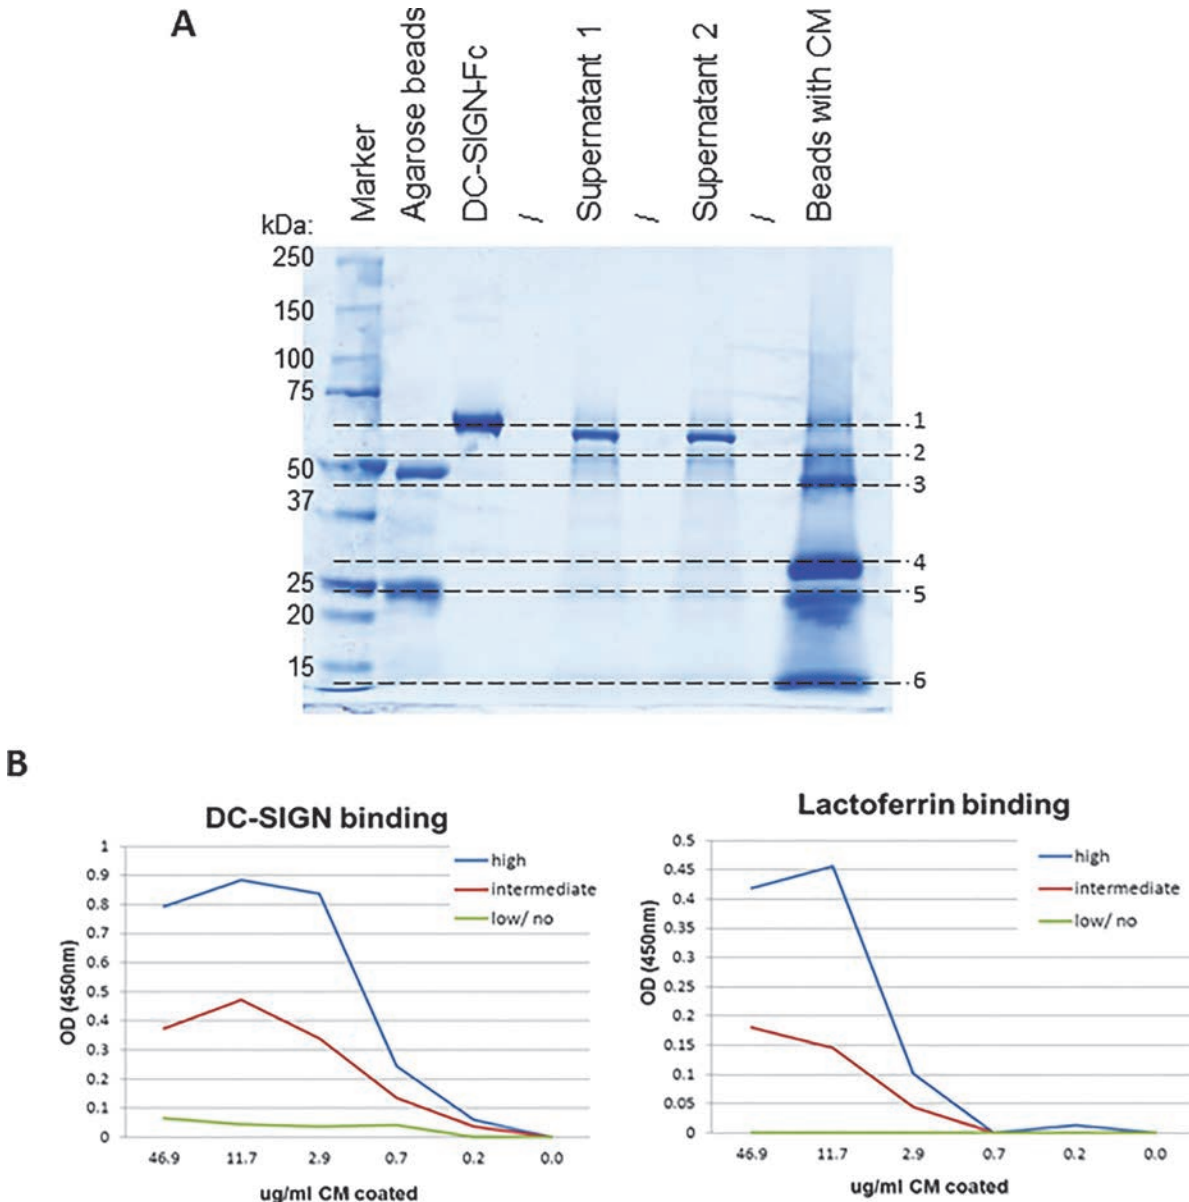 A
Marker
Agarose beads
DC-SIGN-Fc
/
Supernatant 1
/
Supernatant 2
/
Beads with CM
kDa:
250
150
100
75
50
37
25
20
15
1
2
3
4
5
6
B
DC-SIGN binding
high
intermediate
low/ no
1
0.9
0.8
0.7
0.6
0.5
0.4
0.3
0.2
0.1
0
OD (450nm)
46.9 11.7 2.9 0.7 0.2 0.0
ug/ml CM coated
Lactoferrin binding
high
intermediate
low/ no
0.5
0.45
0.4
0.35
0.3
0.25
0.2
0.15
0.1
0.05
0
OD (450nm)
46.9 11.7 2.9 0.7 0.2 0.0
ug/ml CM coated